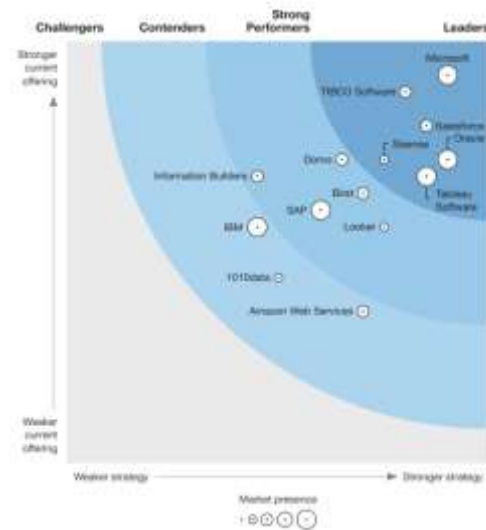 Challengers
Contenders
Strong
Performers
Leaders
Stronger
current
offering
Microsoft
TIBCO Software
Salesforce
Oracle
Sisense
Domo
Tableau
Software
Information Builders
Birst
SAP
IBM
Looker
1010data
Amazon Web Services
Weaker
current
offering
Weaker strategy
Stronger strategy
Market presence